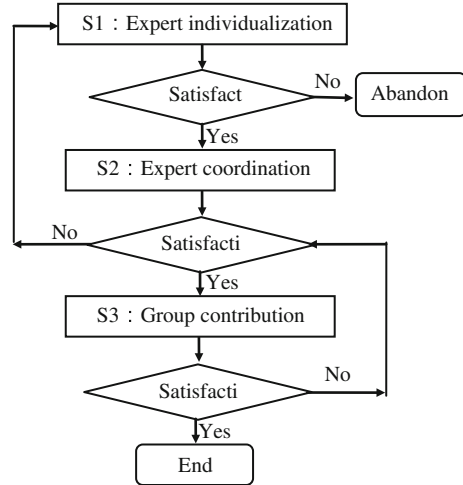 S1：Expert individualization
No
Satisfact
Abandon
Yes
S2：Expert coordination
No
Satisfacti
Yes
S3：Group contribution
Satisfacti
No
Yes
End